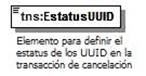 tns:EstatusUUID
Elemento para definir el
estatus de los UUID en la
transacción de cancelación